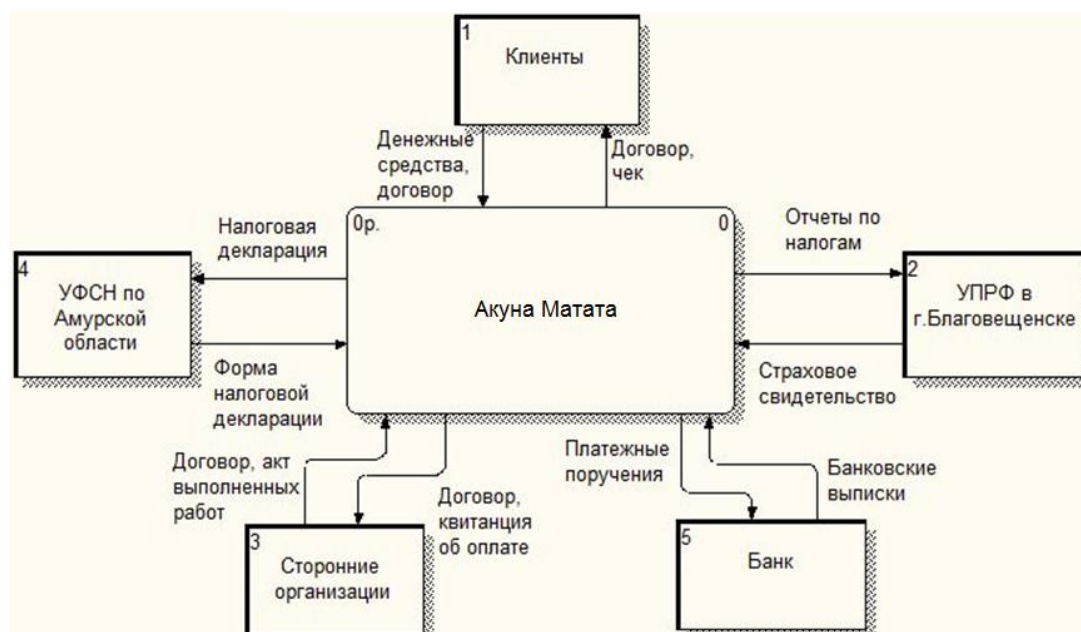 1
Клиенты
Денежные
средства,
договор
Договор,
чек
Налоговая
декларация
0р.
0
Отчеты по
налогам
4
УФСН по
Амурской
области
Акуна Матата
2
УПРФ в
г.Благовещенске
Форма
налоговой
декларации
Страховое
свидетельство
Договор, акт
выполненных
работ
Договор,
квитанция
об оплате
Платежные
поручения
Банковские
выписки
3
Сторонние
организации
5
Банк